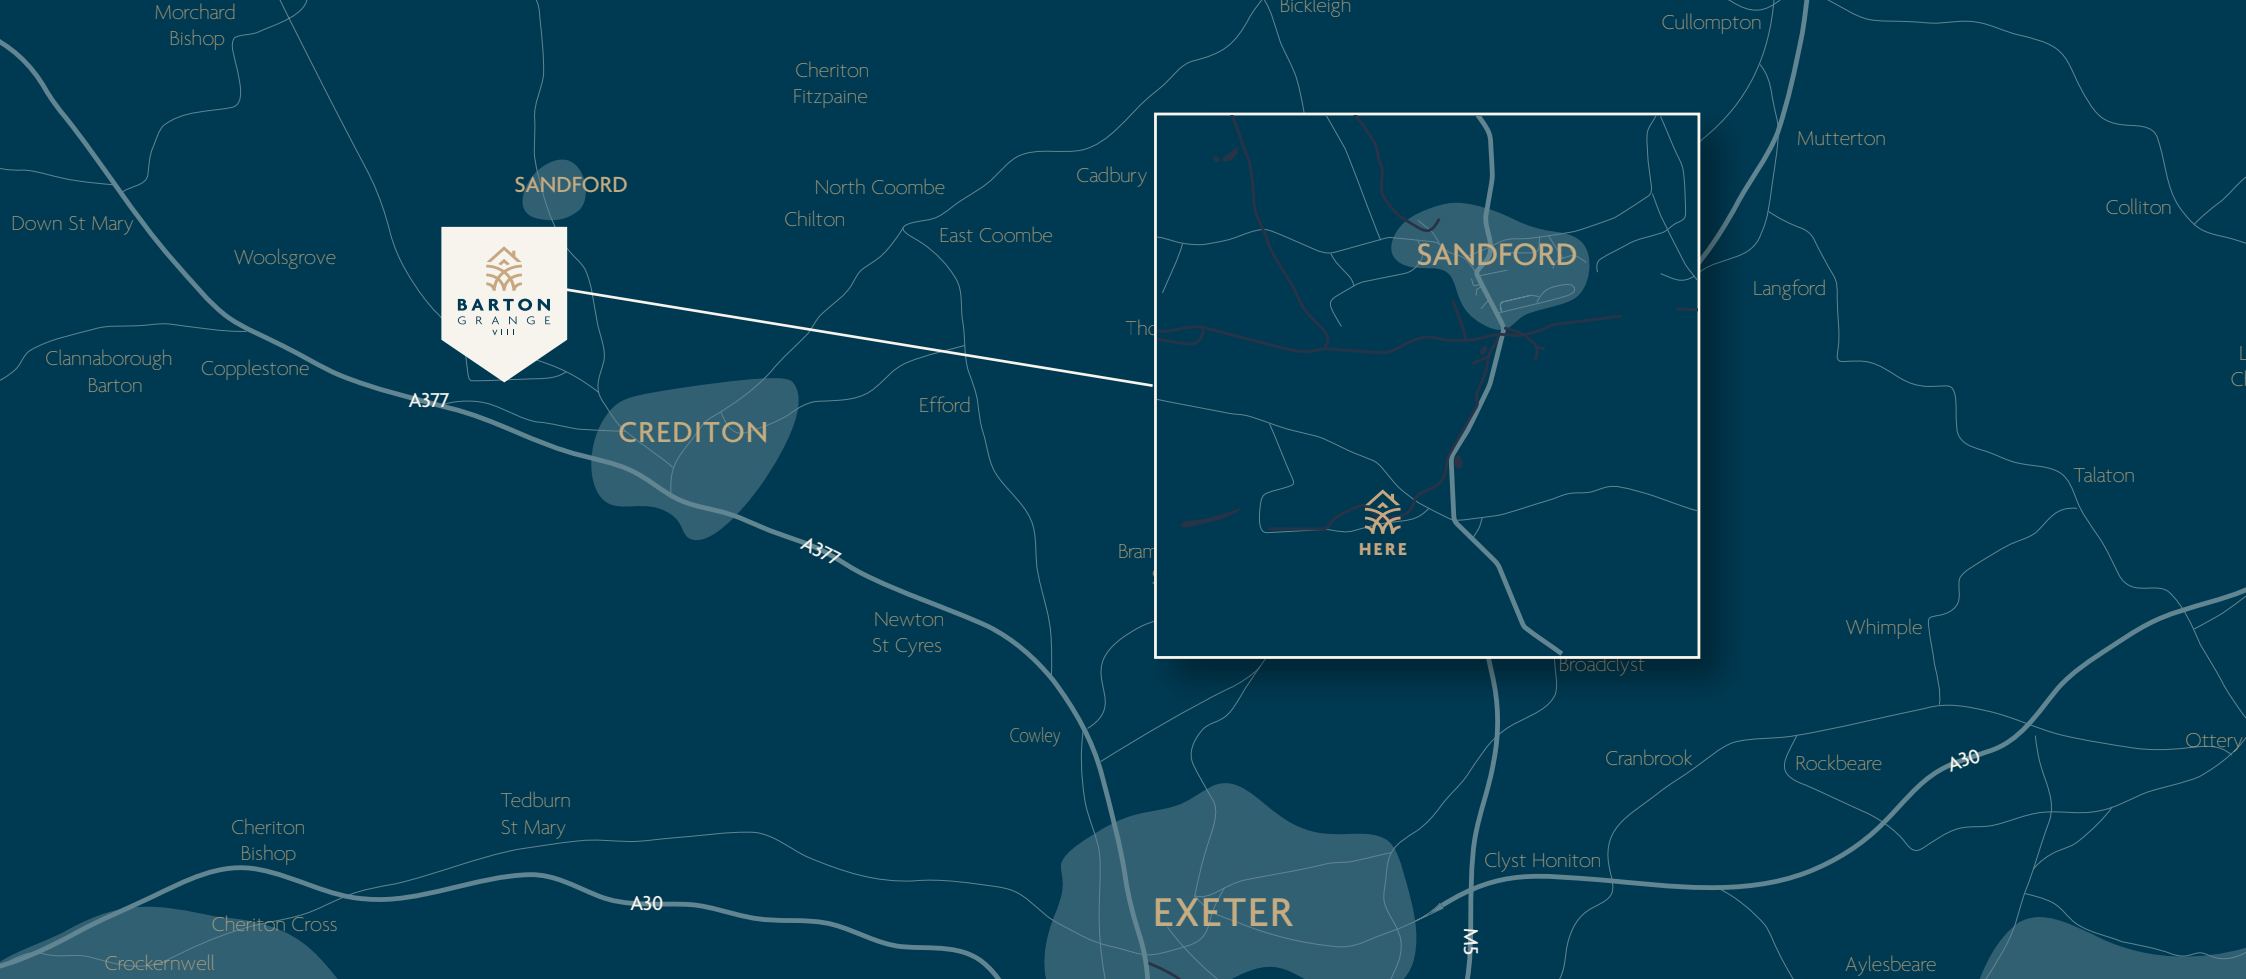 Morchard
Bishop
Bickleigh
Cullompton
Cheriton
Fitzpaine
Mutterton
Cadbury
SANDFORD
North Coombe
Colliton
Down St Mary
Chilton
East Coombe
Woolsgrove
SANDFORD
Langford
BARTON
GRANGE
VIII
Clannaborough
Barton
Copplestone
A377
Efford
CREDITON
Talaton
A377
HERE
Newton
St Cyres
Whimple
Broadclyst
Cowley
Cranbrook
Rockbeare
A30
Ottery
Tedburn
St Mary
Cheriton
Bishop
Clyst Honiton
A30
EXETER
Cheriton Cross
M5
Crockernwell
Aylesbeare